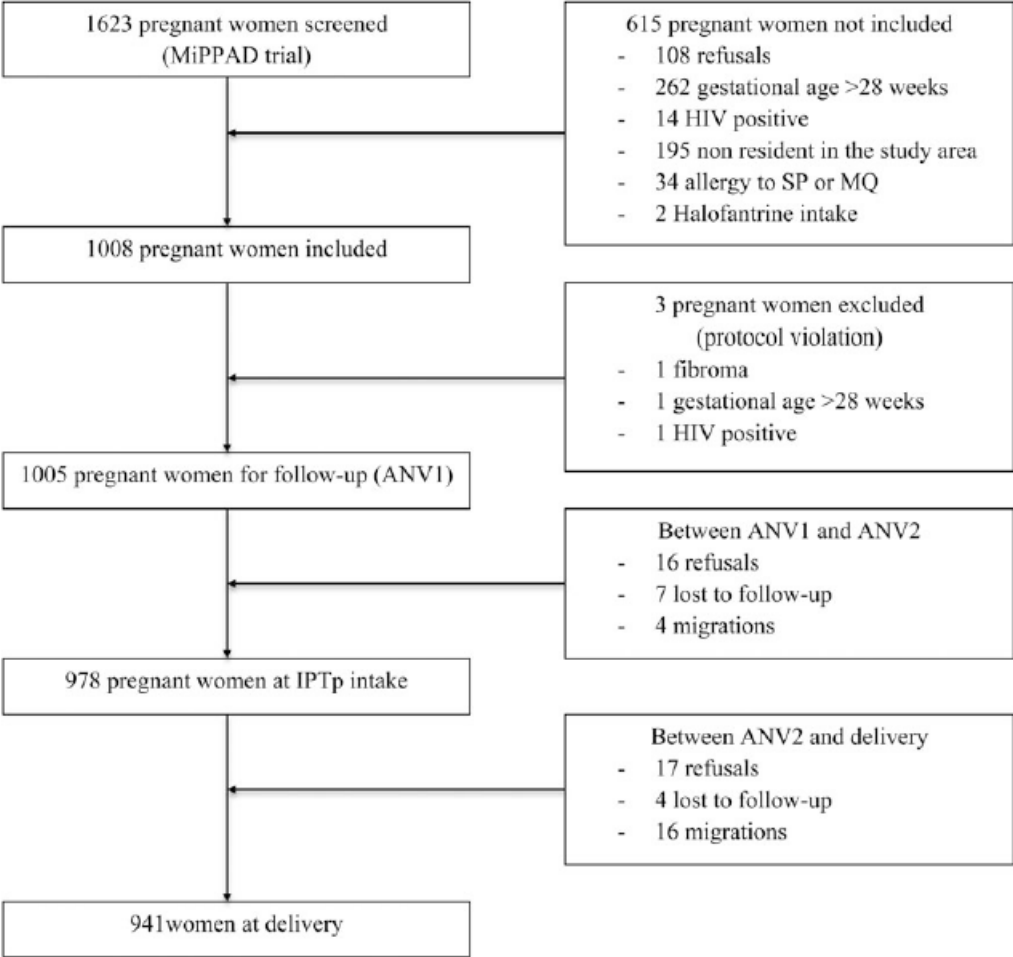 1623 pregnant women screened
(MiPPAD trial)
615 pregnant women not included
- 108 refusals
- 262 gestational age >28 weeks
- 14 HIV positive
- 195 non resident in the study area
- 34 allergy to SP or MQ
- 2 Halofantrine intake
1008 pregnant women included
3 pregnant women excluded
(protocol violation)
- 1 fibroma
- 1 gestational age >28 weeks
- 1 HIV positive
1005 pregnant women for follow-up (ANV1)
Between ANV1 and ANV2
- 16 refusals
- 7 lost to follow-up
- 4 migrations
978 pregnant women at IPTp intake
Between ANV2 and delivery
- 17 refusals
- 4 lost to follow-up
- 16 migrations
941women at delivery